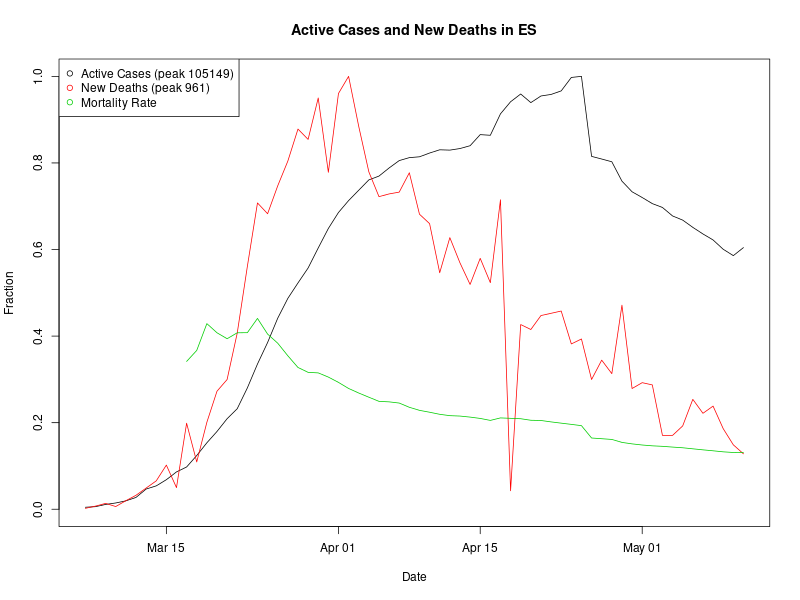 Active Cases and New Deaths in ES
Active Cases (peak 105149)
New Deaths (peak 961)
Mortality Rate
1.0
0.8
0.6
0.4
0.2
0.0
Fraction
Mar 15
Apr 01
Apr 15
May 01
Date